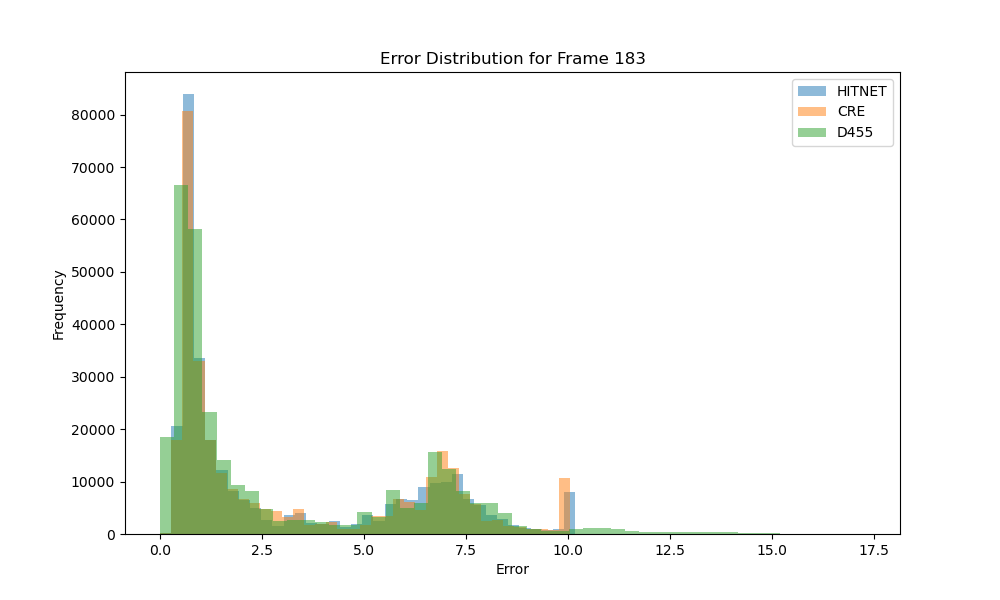 Error Distribution for Frame 183
HITNET
CRE
D455
Frequency
80000
70000
60000
50000
40000
30000
20000
10000
0
0.0 2.5 5.0 7.5 10.0 12.5 15.0 17.5
Error